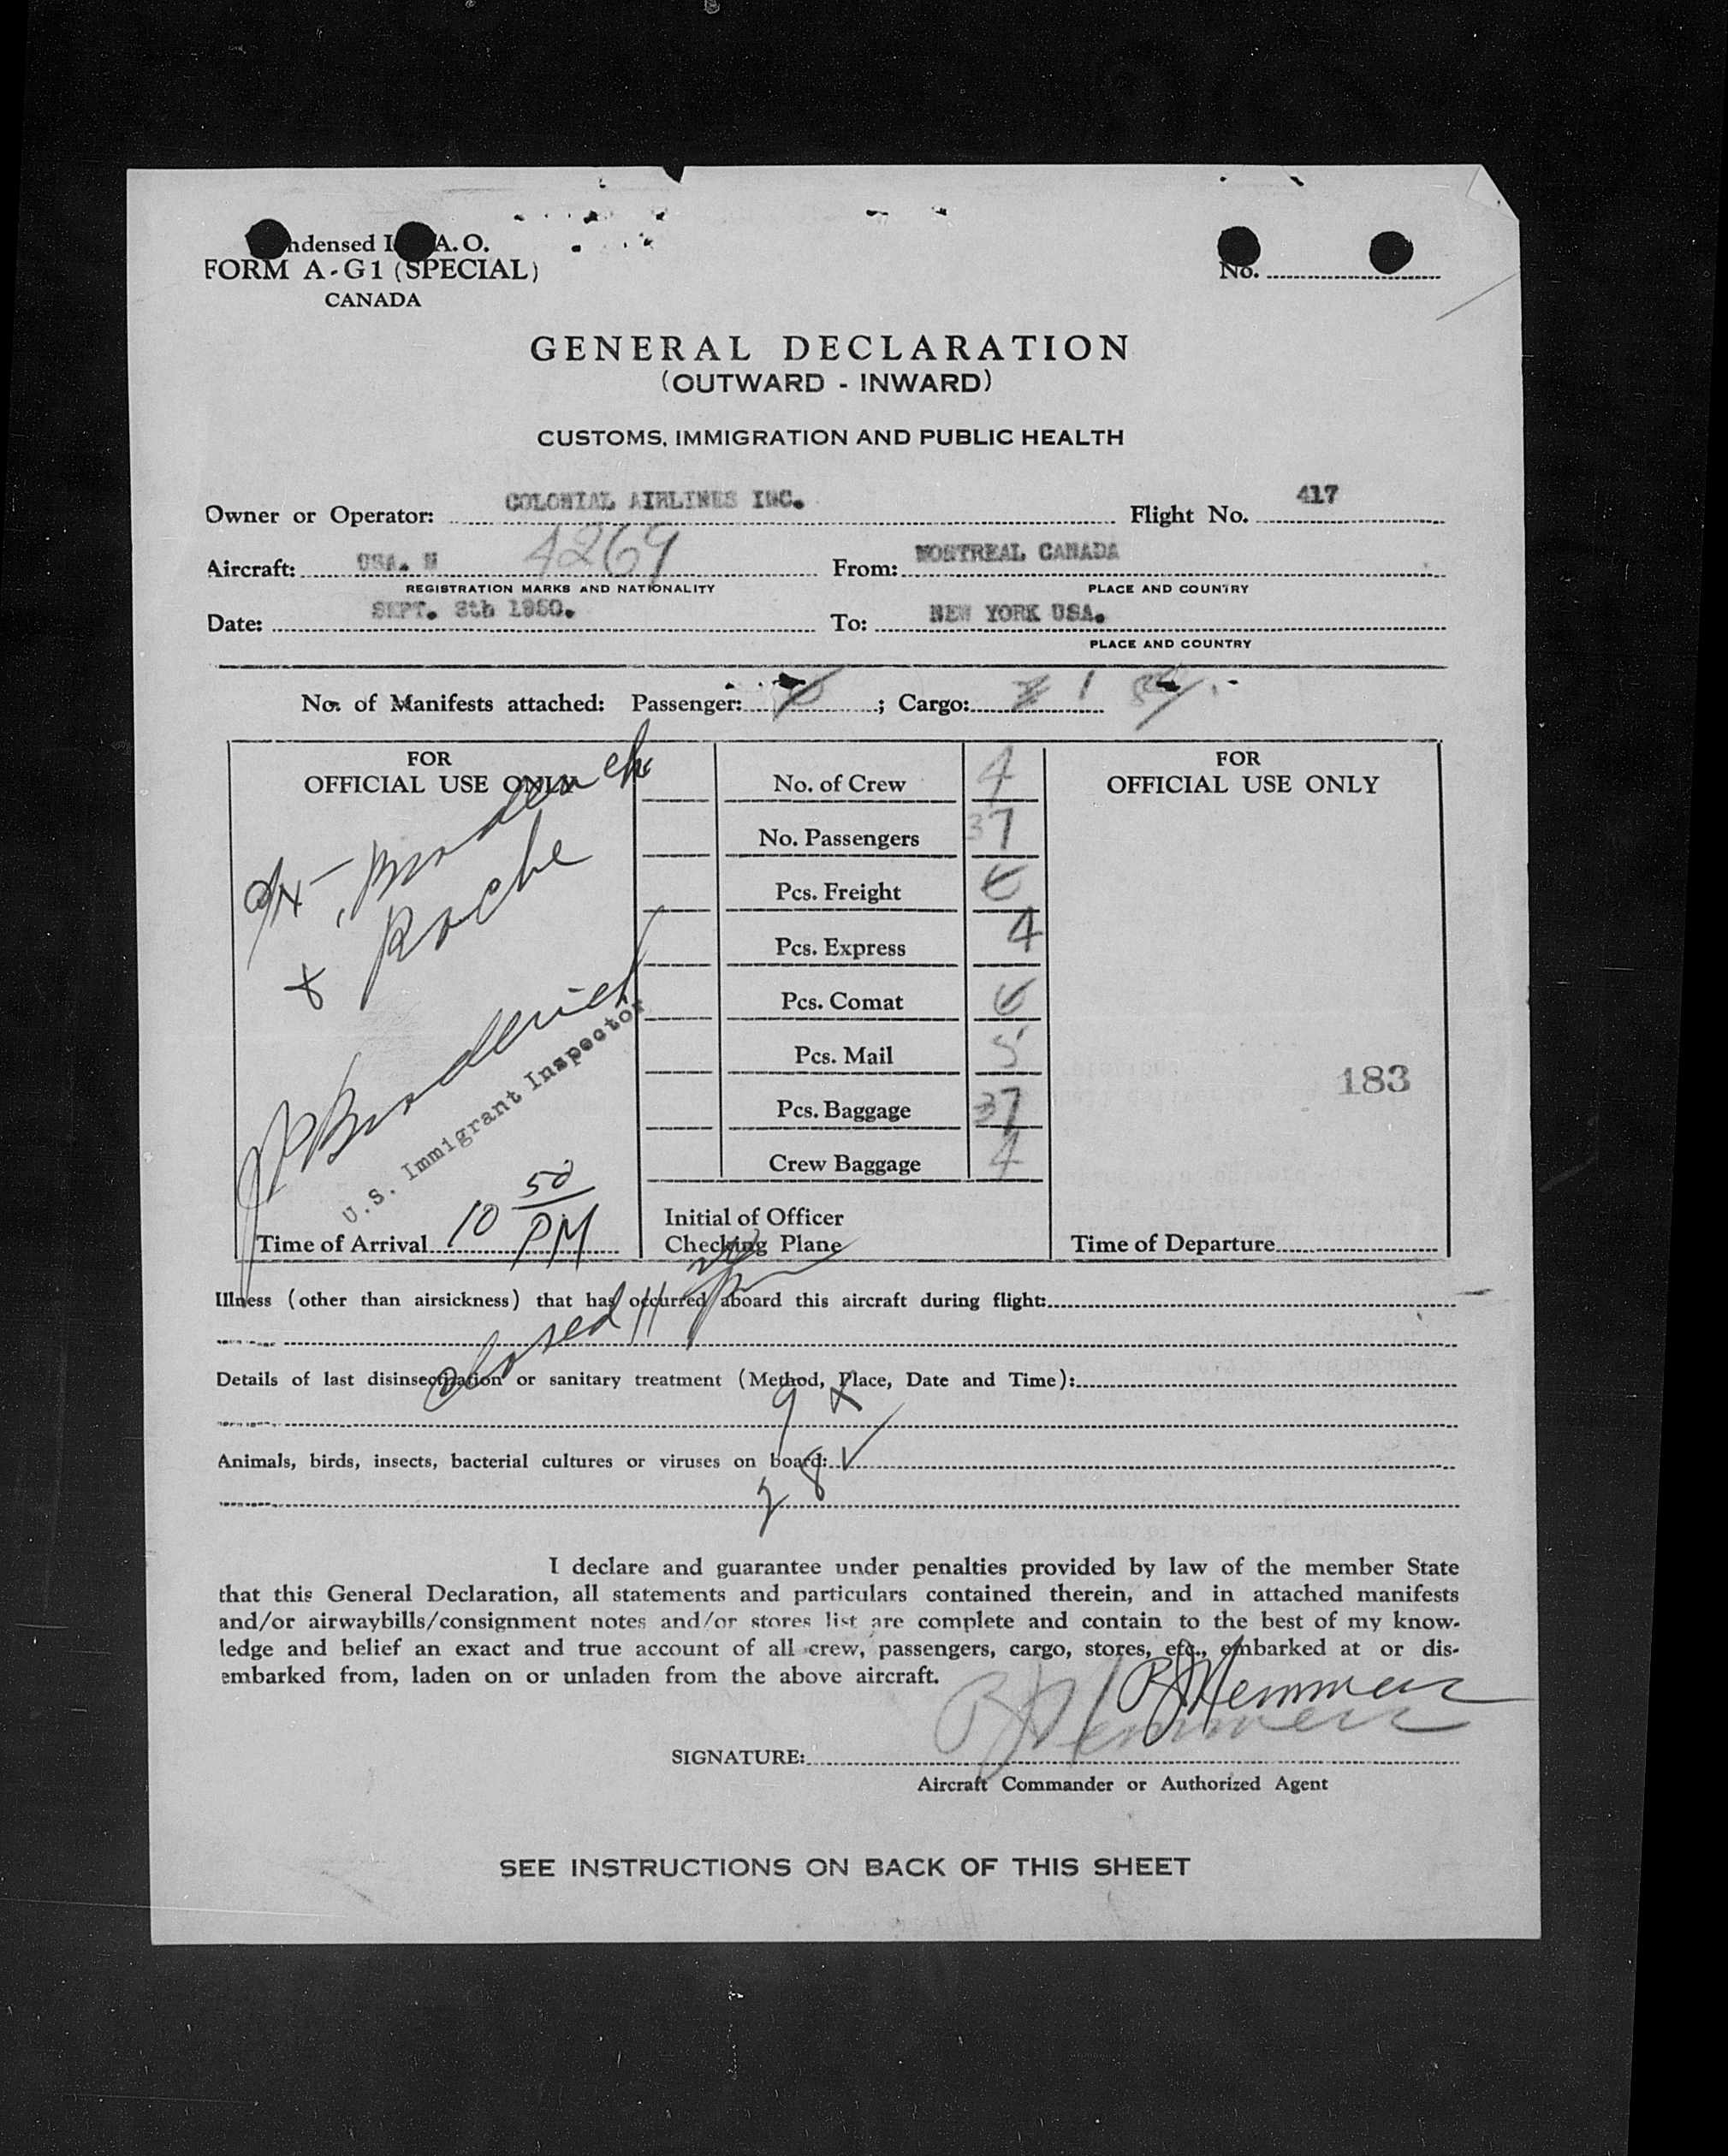 ndensed I A. O. No.
FORM A-G1 (SPECIAL)
CANADA
GENERAL DECLARATION
(OUTWARD - INWARD)
CUSTOMS, IMMIGRATION AND PUBLIC HEALTH
Owner or Operator: COLONIAL AIRLINES INC. Flight No. 417
Aircraft: USA. N 4269 From: MONTREAL CANADA
REGISTRATION MARKS AND NATIONALITY PLACE AND COUNTRY
Date: SEPT. 8th 1950. To: NEW YORK USA.
PLACE AND COUNTRY
No. of Manifests attached: Passenger: ; Cargo: 1
FOR OFFICIAL USE ONLY
Broderick
+ Roche
JP Broderick
U.S. Immigrant Inspector
Time of Arrival 10 50 PM
No. of Crew 4
No. Passengers 37
Pcs. Freight
Pcs. Express 4
Pcs. Comat
Pcs. Mail 5
Pcs. Baggage 37
Crew Baggage 4
Initial of Officer
Checking Plane
FOR OFFICIAL USE ONLY
183
Time of Departure
Illness (other than airsickness) that has occurred aboard this aircraft during flight:
closed 11 20
Details of last disinsectination or sanitary treatment (Method, Place, Date and Time):
9 x
Animals, birds, insects, bacterial cultures or viruses on board:
28 ✓
I declare and guarantee under penalties provided by law of the member State
that this General Declaration, all statements and particulars contained therein, and in attached manifests
and/or airwaybills/consignment notes and/or stores list are complete and contain to the best of my know-
ledge and belief an exact and true account of all crew, passengers, cargo, stores, etc., embarked at or dis-
embarked from, laden on or unladen from the above aircraft.
SIGNATURE:
Aircraft Commander or Authorized Agent
SEE INSTRUCTIONS ON BACK OF THIS SHEET